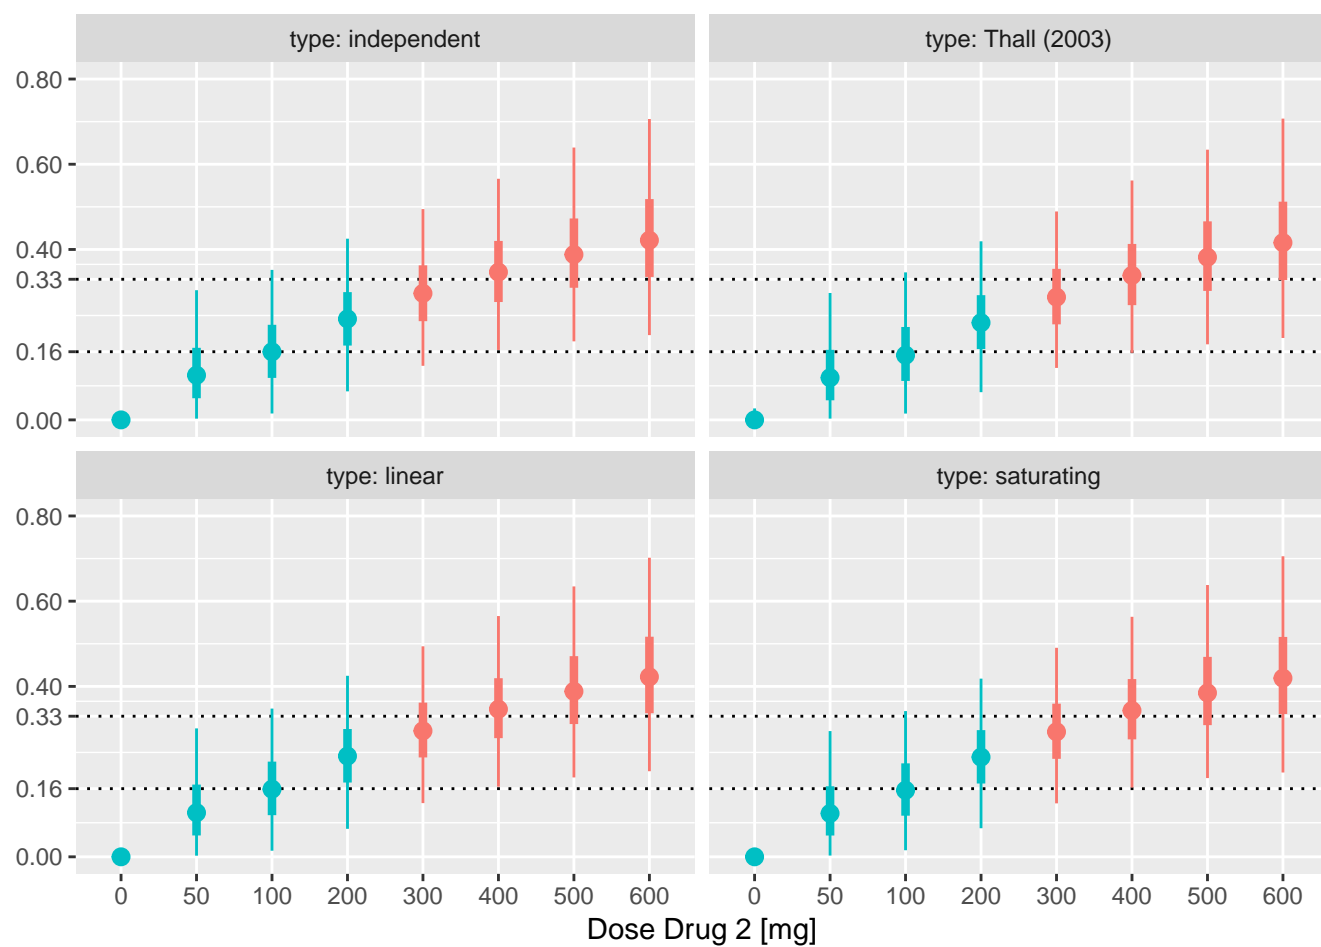 type: independent
type: Thall (2003)
0.80
0.60
0.40
0.33
0.16
0.00
type: linear
type: saturating
0.80
0.60
0.40
0.33
0.16
0.00
0 50 100 200 300 400 500 600
0 50 100 200 300 400 500 600
Dose Drug 2 [mg]